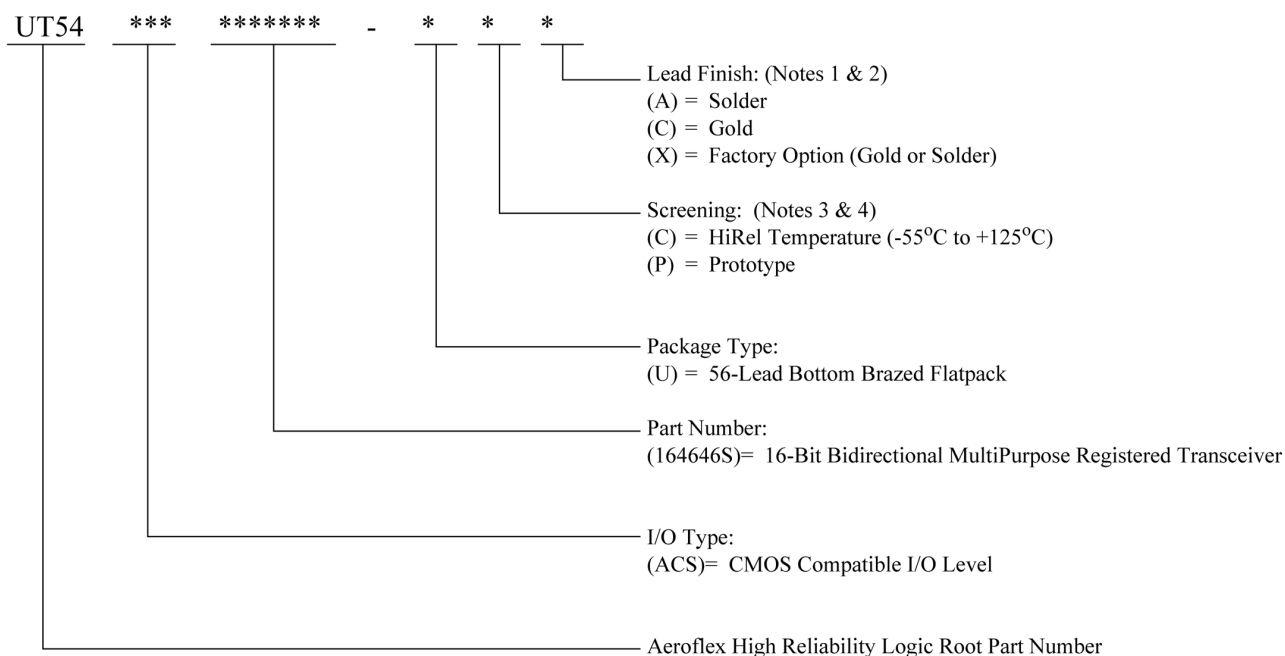 UT54 *** ******* - * * *
Lead Finish: (Notes 1 & 2)
(A) = Solder
(C) = Gold
(X) = Factory Option (Gold or Solder)
Screening: (Notes 3 & 4)
(C) = HiRel Temperature (-55°C to +125°C)
(P) = Prototype
Package Type:
(U) = 56-Lead Bottom Brazed Flatpack
Part Number:
(164646S)= 16-Bit Bidirectional MultiPurpose Registered Transceiver
I/O Type:
(ACS)= CMOS Compatible I/O Level
Aeroflex High Reliability Logic Root Part Number